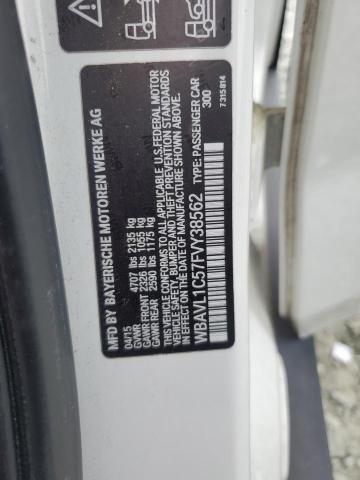 MFD BY BAYERISCHE MOTOREN WERKE AG
04/15
GVWR 4707 lbs 2135 kg
GAWR FRONT 2326 lbs 1055 kg
GAWR REAR 2590 lbs 1175 kg
THIS VEHICLE CONFORMS TO ALL APPLICABLE U.S. FEDERAL MOTOR
VEHICLE SAFETY, BUMPER, AND THEFT PREVENTION STANDARDS
IN EFFECT ON THE DATE OF MANUFACTURE SHOWN ABOVE.
WBAVL1C57FVY38562 TYPE: PASSENGER CAR
300
7315814